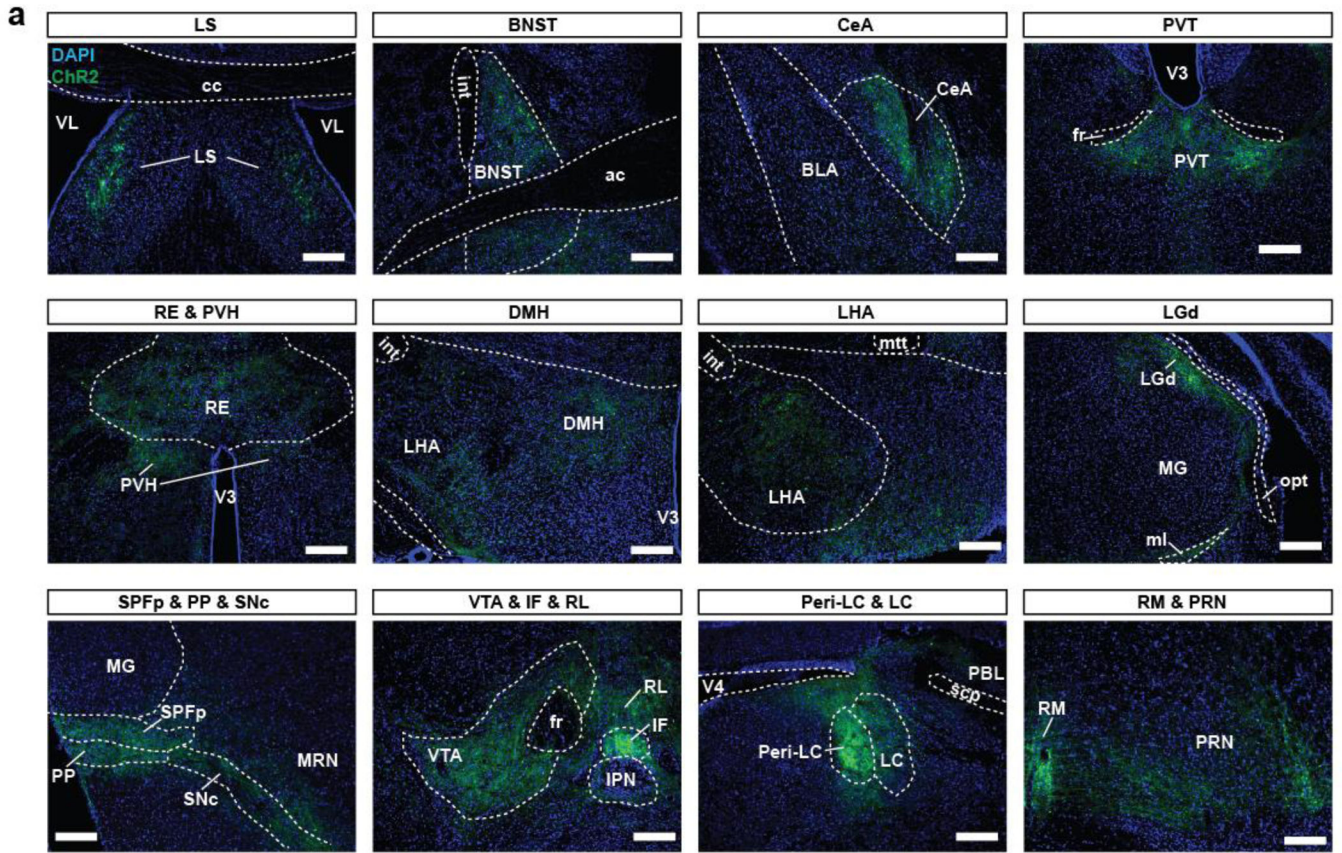 a
LS
BNST
CeA
PVT
DAPI
ChR2
cc
VL
VL
LS
int
BNST
ac
CeA
BLA
V3
fr
PVT
RE & PVH
DMH
LHA
LGd
RE
PVH
V3
int
DMH
LHA
V3
int
mtt
LHA
LGd
MG
opt
ml
SPFp & PP & SNc
VTA & IF & RL
Peri-LC & LC
RM & PRN
MG
SPFp
PP
SNc
MRN
RL
fr
IF
VTA
IPN
V4
PBL
scp
Peri-LC
LC
RM
PRN